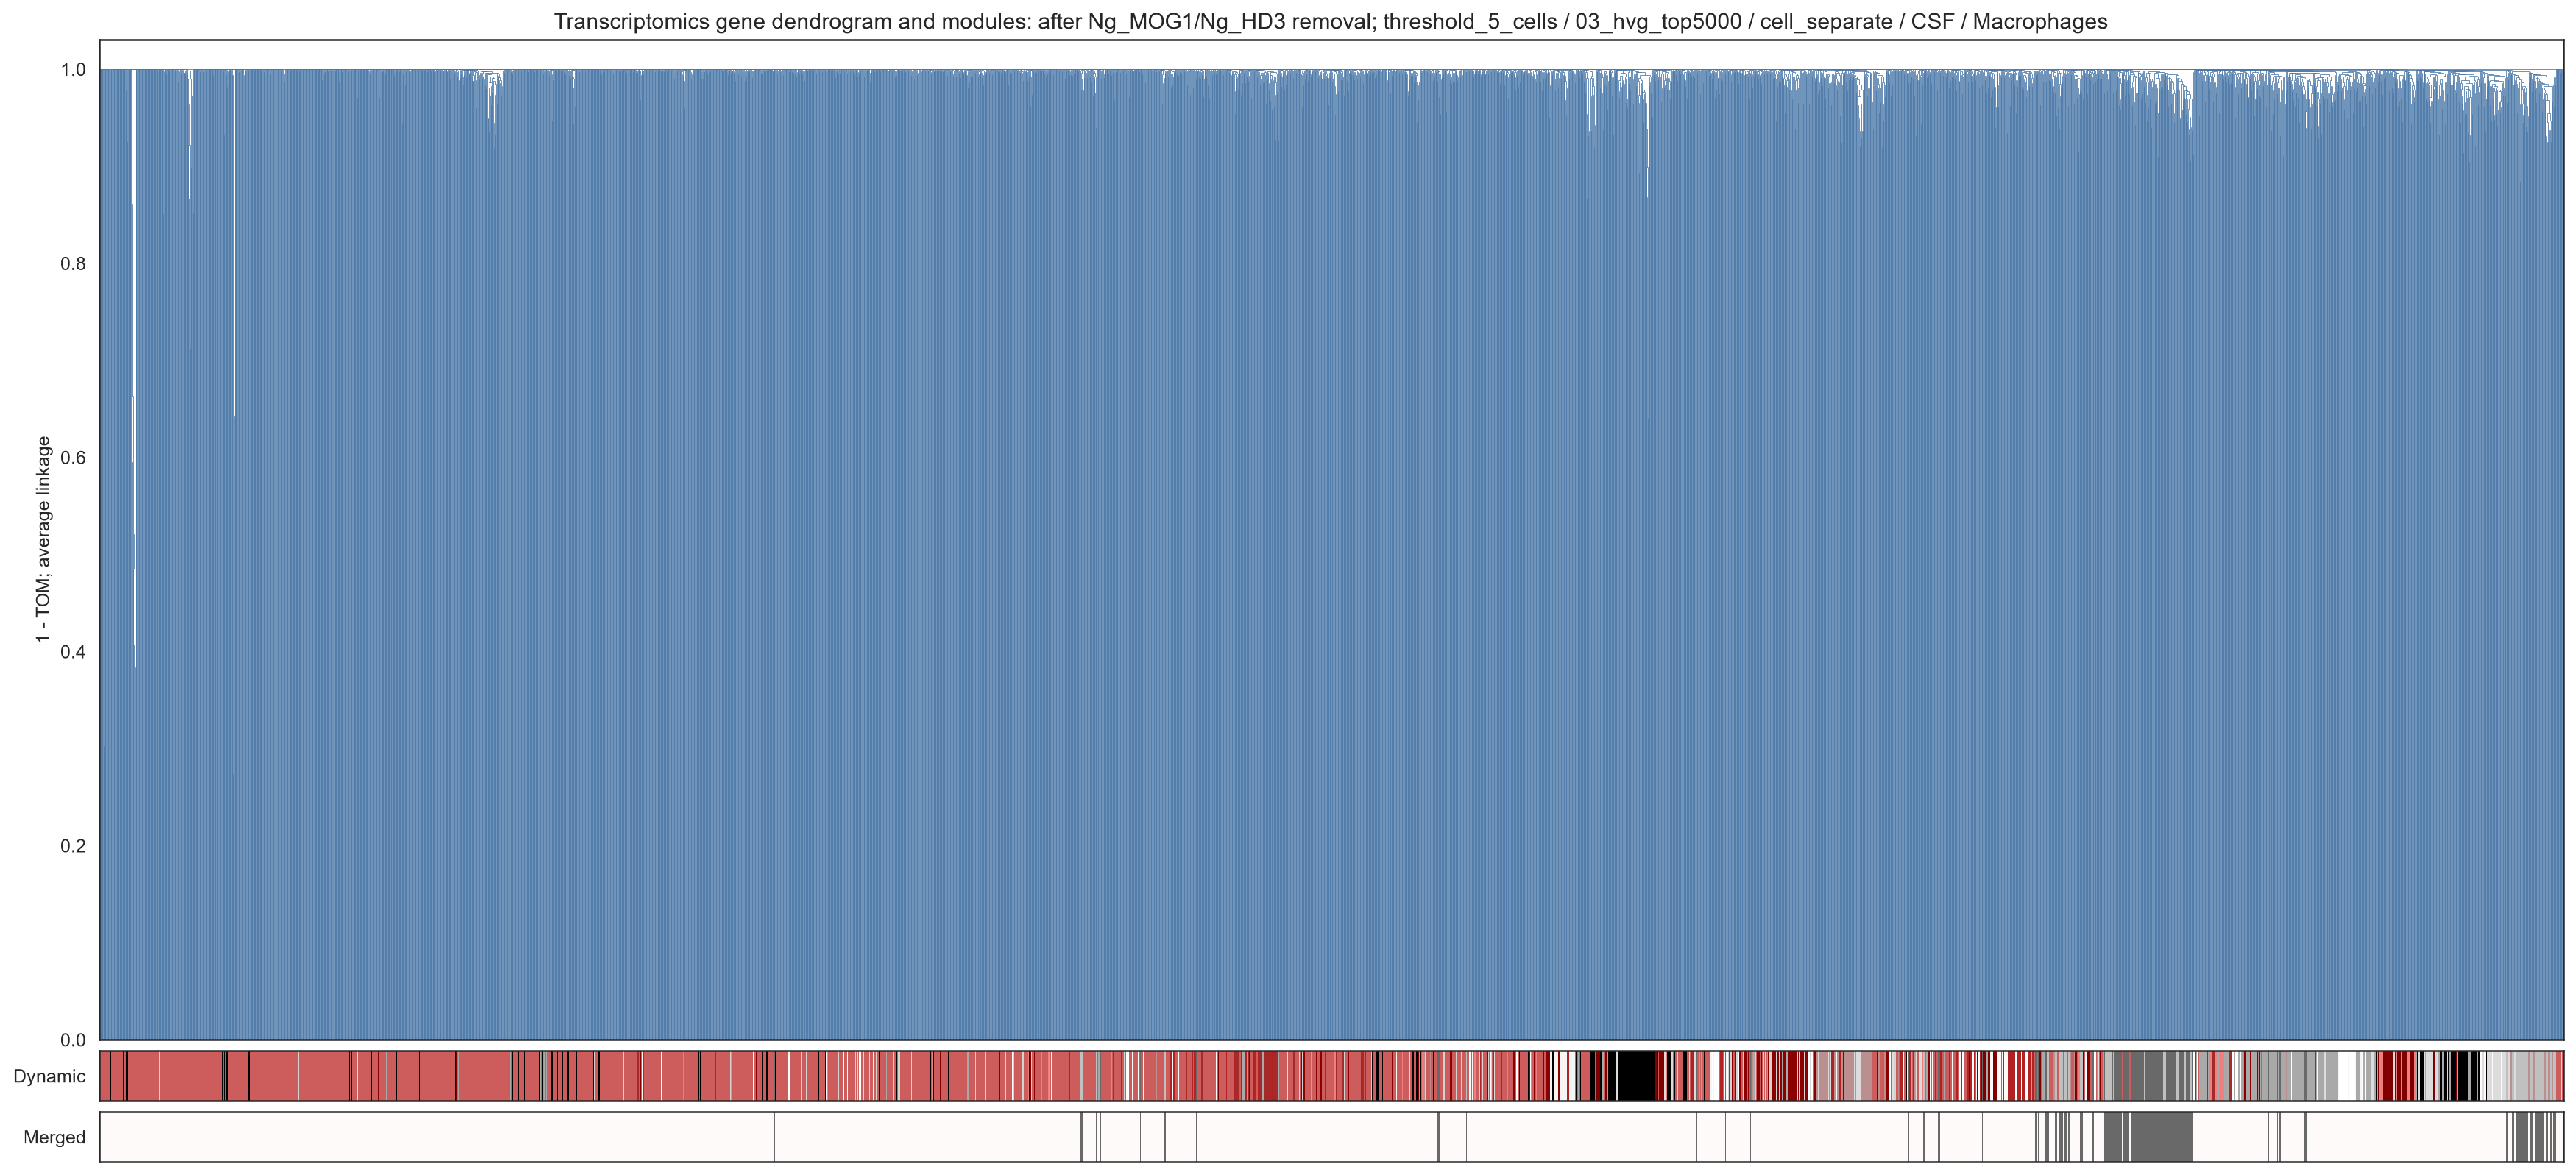 Transcriptomics gene dendrogram and modules: after Ng_MOG1/Ng_HD3 removal; threshold_5_cells / 03_hvg_top5000 / cell_separate / CSF / Macrophages
1.0
0.8
0.6
0.4
0.2
0.0
1 - TOM; average linkage
Dynamic
Merged